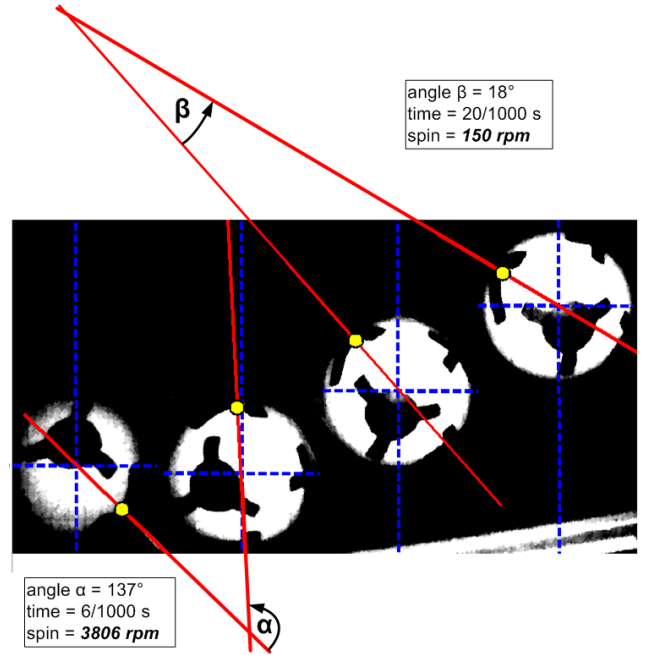 β
angle β = 18°
time = 20/1000 s
spin = 150 rpm
angle α = 137°
time = 6/1000 s
spin = 3806 rpm
α